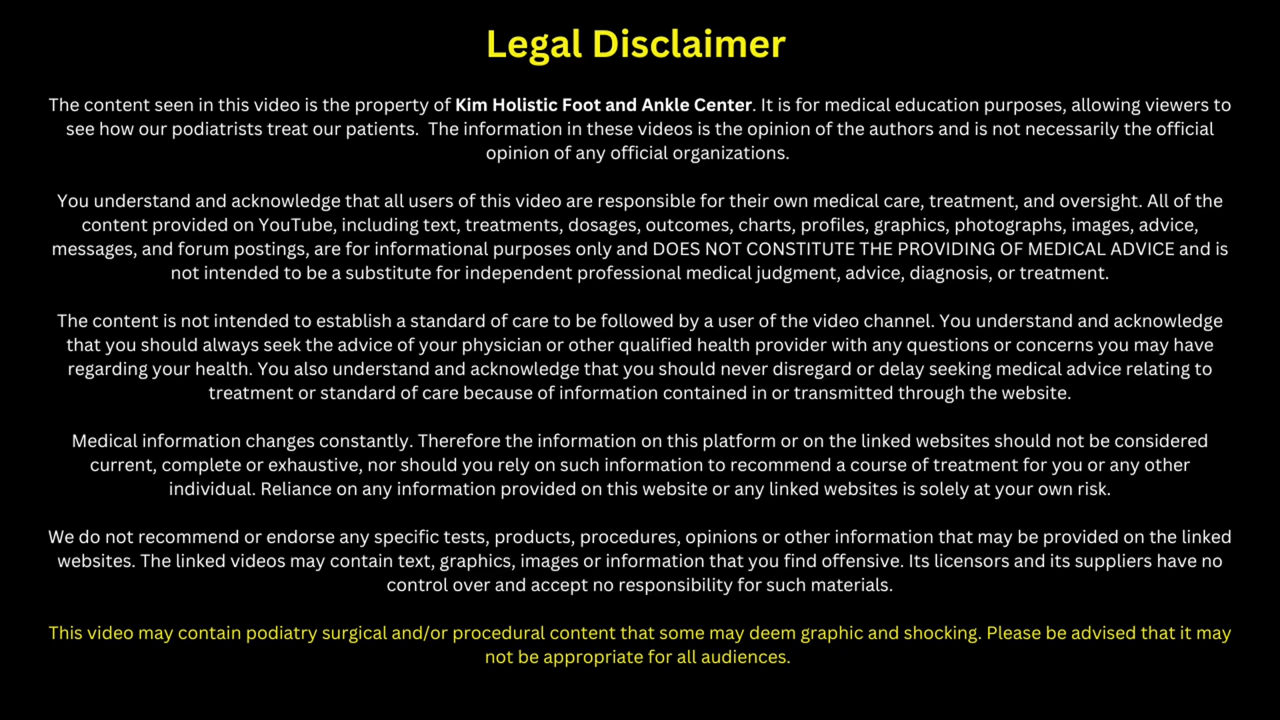 Legal Disclaimer
The content seen in this video is the property of Kim Holistic Foot and Ankle Center. It is for medical education purposes, allowing viewers to
see how our podiatrists treat our patients.  The information in these videos is the opinion of the authors and is not necessarily the official
opinion of any official organizations.
You understand and acknowledge that all users of this video are responsible for their own medical care, treatment, and oversight. All of the
content provided on YouTube, including text, treatments, dosages, outcomes, charts, profiles, graphics, photographs, images, advice,
messages, and forum postings, are for informational purposes only and DOES NOT CONSTITUTE THE PROVIDING OF MEDICAL ADVICE and is
not intended to be a substitute for independent professional medical judgment, advice, diagnosis, or treatment.
The content is not intended to establish a standard of care to be followed by a user of the video channel. You understand and acknowledge
that you should always seek the advice of your physician or other qualified health provider with any questions or concerns you may have
regarding your health. You also understand and acknowledge that you should never disregard or delay seeking medical advice relating to
treatment or standard of care because of information contained in or transmitted through the website.
Medical information changes constantly. Therefore the information on this platform or on the linked websites should not be considered
current, complete or exhaustive, nor should you rely on such information to recommend a course of treatment for you or any other
individual. Reliance on any information provided on this website or any linked websites is solely at your own risk.
We do not recommend or endorse any specific tests, products, procedures, opinions or other information that may be provided on the linked
websites. The linked videos may contain text, graphics, images or information that you find offensive. Its licensors and its suppliers have no
control over and accept no responsibility for such materials.
This video may contain podiatry surgical and/or procedural content that some may deem graphic and shocking. Please be advised that it may
not be appropriate for all audiences.